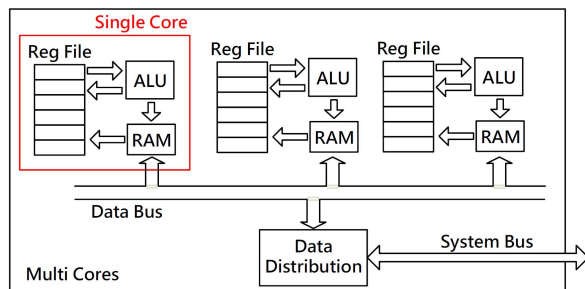 Single Core
Reg File
ALU
RAM
Reg File
ALU
RAM
Reg File
ALU
RAM
Data Bus
Data
Distribution
System Bus
Multi Cores